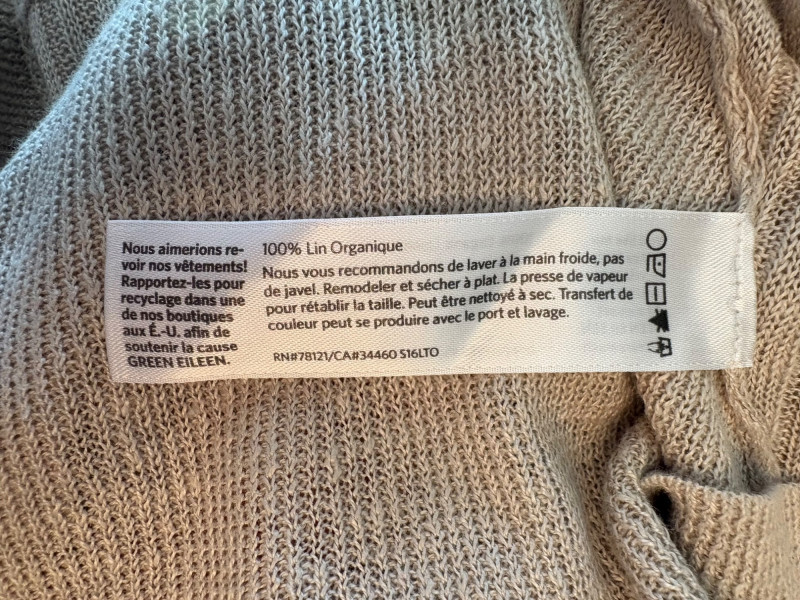 Nous aimerions re-
voir nos vêtements!
Rapportez-les pour
recyclage dans une
de nos boutiques
aux É.-U. afin de
soutenir la cause
GREEN EILEEN.
100% Lin Organique
Nous vous recommandons de laver à la main froide, pas
de javel. Remodeler et sécher à plat. La presse de vapeur
pour rétablir la taille. Peut être nettoyé à sec. Transfert de
couleur peut se produire avec le port et lavage.
RN#78121/CA#34460 S16LTO